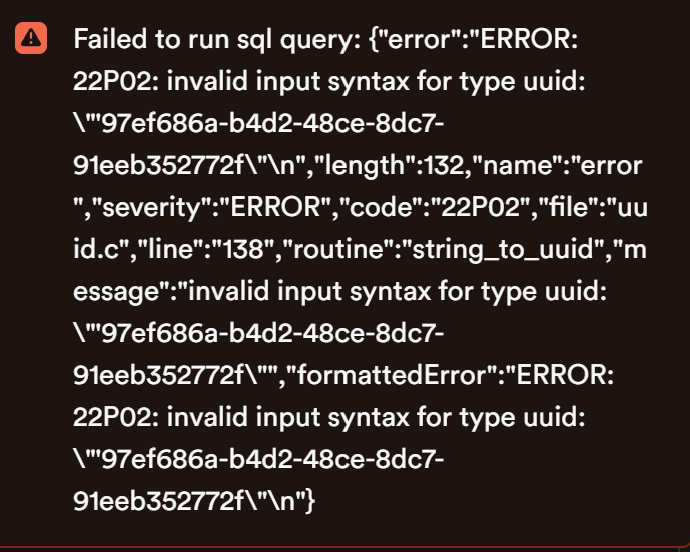 Failed to run sql query: {"error":"ERROR:
22P02: invalid input syntax for type uuid:
\"'97ef686a-b4d2-48ce-8dc7-
91eeb352772f\"\n","length":132,"name":"error
","severity":"ERROR","code":"22P02","file":"uu
id.c","line":"138","routine":"string_to_uuid","m
essage":"invalid input syntax for type uuid:
\"'97ef686a-b4d2-48ce-8dc7-
91eeb352772f\"","formattedError":"ERROR:
22P02: invalid input syntax for type uuid:
\"'97ef686a-b4d2-48ce-8dc7-
91eeb352772f\"\n"}